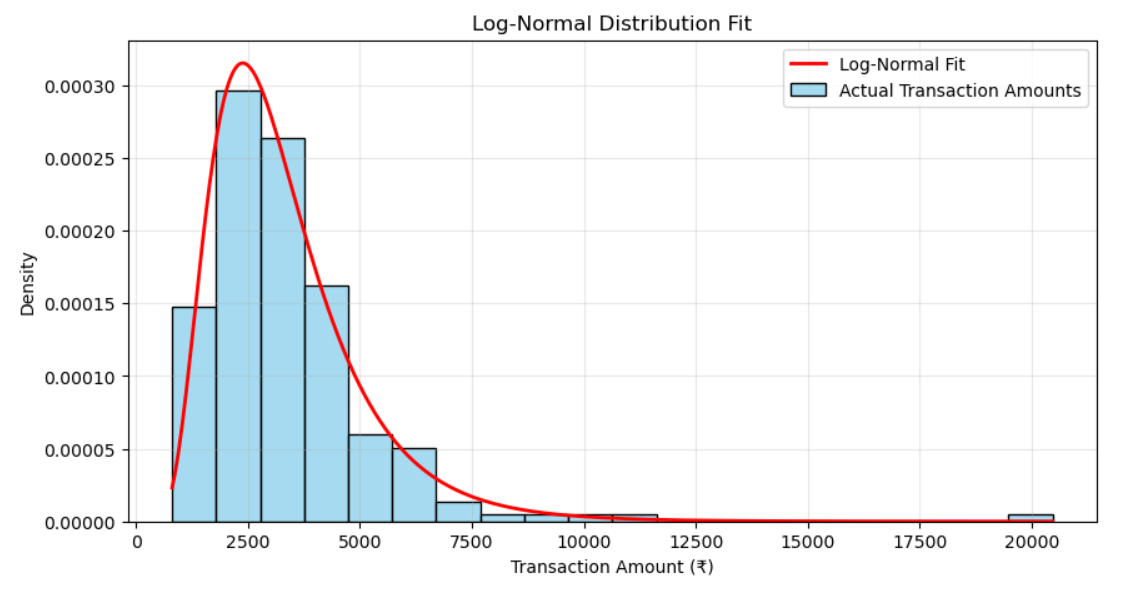 Log-Normal Distribution Fit
Log-Normal Fit
Actual Transaction Amounts
Density
0.00030
0.00025
0.00020
0.00015
0.00010
0.00005
0.00000
0 2500 5000 7500 10000 12500 15000 17500 20000
Transaction Amount (₹)